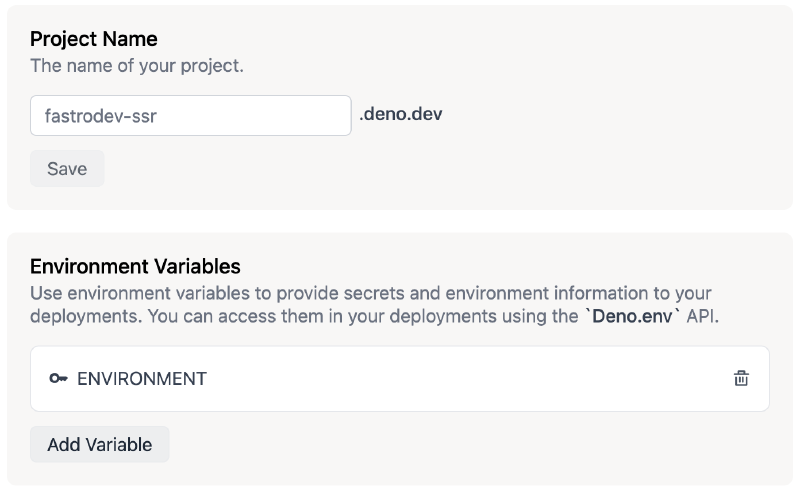 Project Name
The name of your project.
fastrodev-ssr .deno.dev
Save
Environment Variables
Use environment variables to provide secrets and environment information to your
deployments. You can access them in your deployments using the `Deno.env` API.
ENVIRONMENT
Add Variable